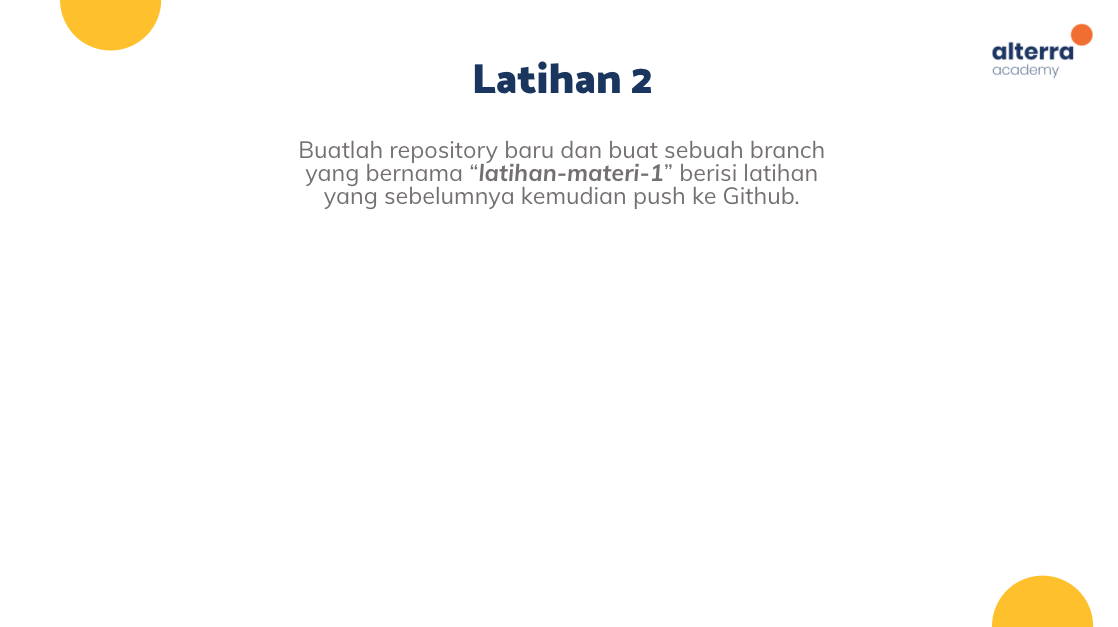 alterra
academy
Latihan 2
Buatlah repository baru dan buat sebuah branch
yang bernama “latihan-materi-1” berisi latihan
yang sebelumnya kemudian push ke Github.